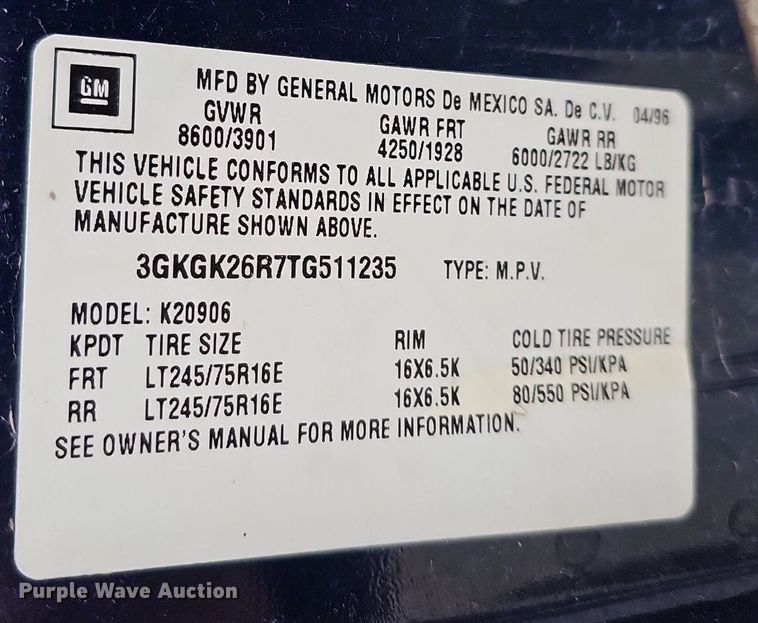 GM
MFD BY GENERAL MOTORS De MEXICO SA. De C.V. 04/96
GVWR GAWR FRT GAWR RR
8600/3901 4250/1928 6000/2722 LB/KG
THIS VEHICLE CONFORMS TO ALL APPLICABLE U.S. FEDERAL MOTOR
VEHICLE SAFETY STANDARDS IN EFFECT ON THE DATE OF
MANUFACTURE SHOWN ABOVE.
3GKGK26R7TG511235 TYPE: M.P.V.
MODEL: K20906
KPDT TIRE SIZE RIM COLD TIRE PRESSURE
FRT LT245/75R16E 16X6.5K 50/340 PSI/KPA
RR LT245/75R16E 16X6.5K 80/550 PSI/KPA
SEE OWNER'S MANUAL FOR MORE INFORMATION.
Purple Wave Auction